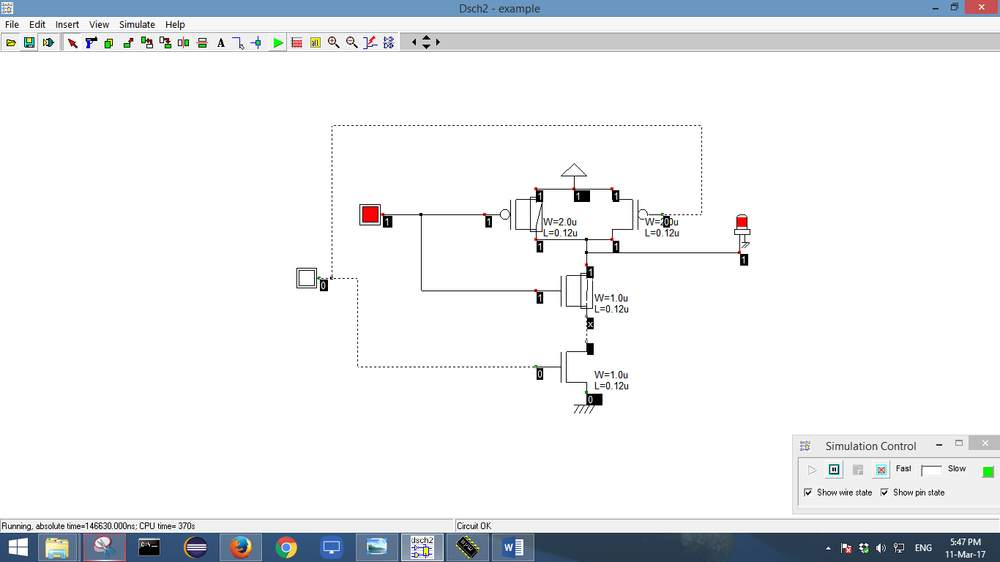 dsch2
Dsch2 - example
File Edit Insert View Simulate Help
A
1 1 1
1 1
W=2.0u
L=0.12u
0
L=0.12u
1 1
1
0
1
1
W=1.0u
L=0.12u
x
0
W=1.0u
L=0.12u
0
dsch2
Simulation Control
Fast Slow
Show wire state Show pin state
Running, absolute time=146630.000ns; CPU time= 370s
Circuit OK
C:\_
dsch2
W
ENG
5:47 PM
11-Mar-17